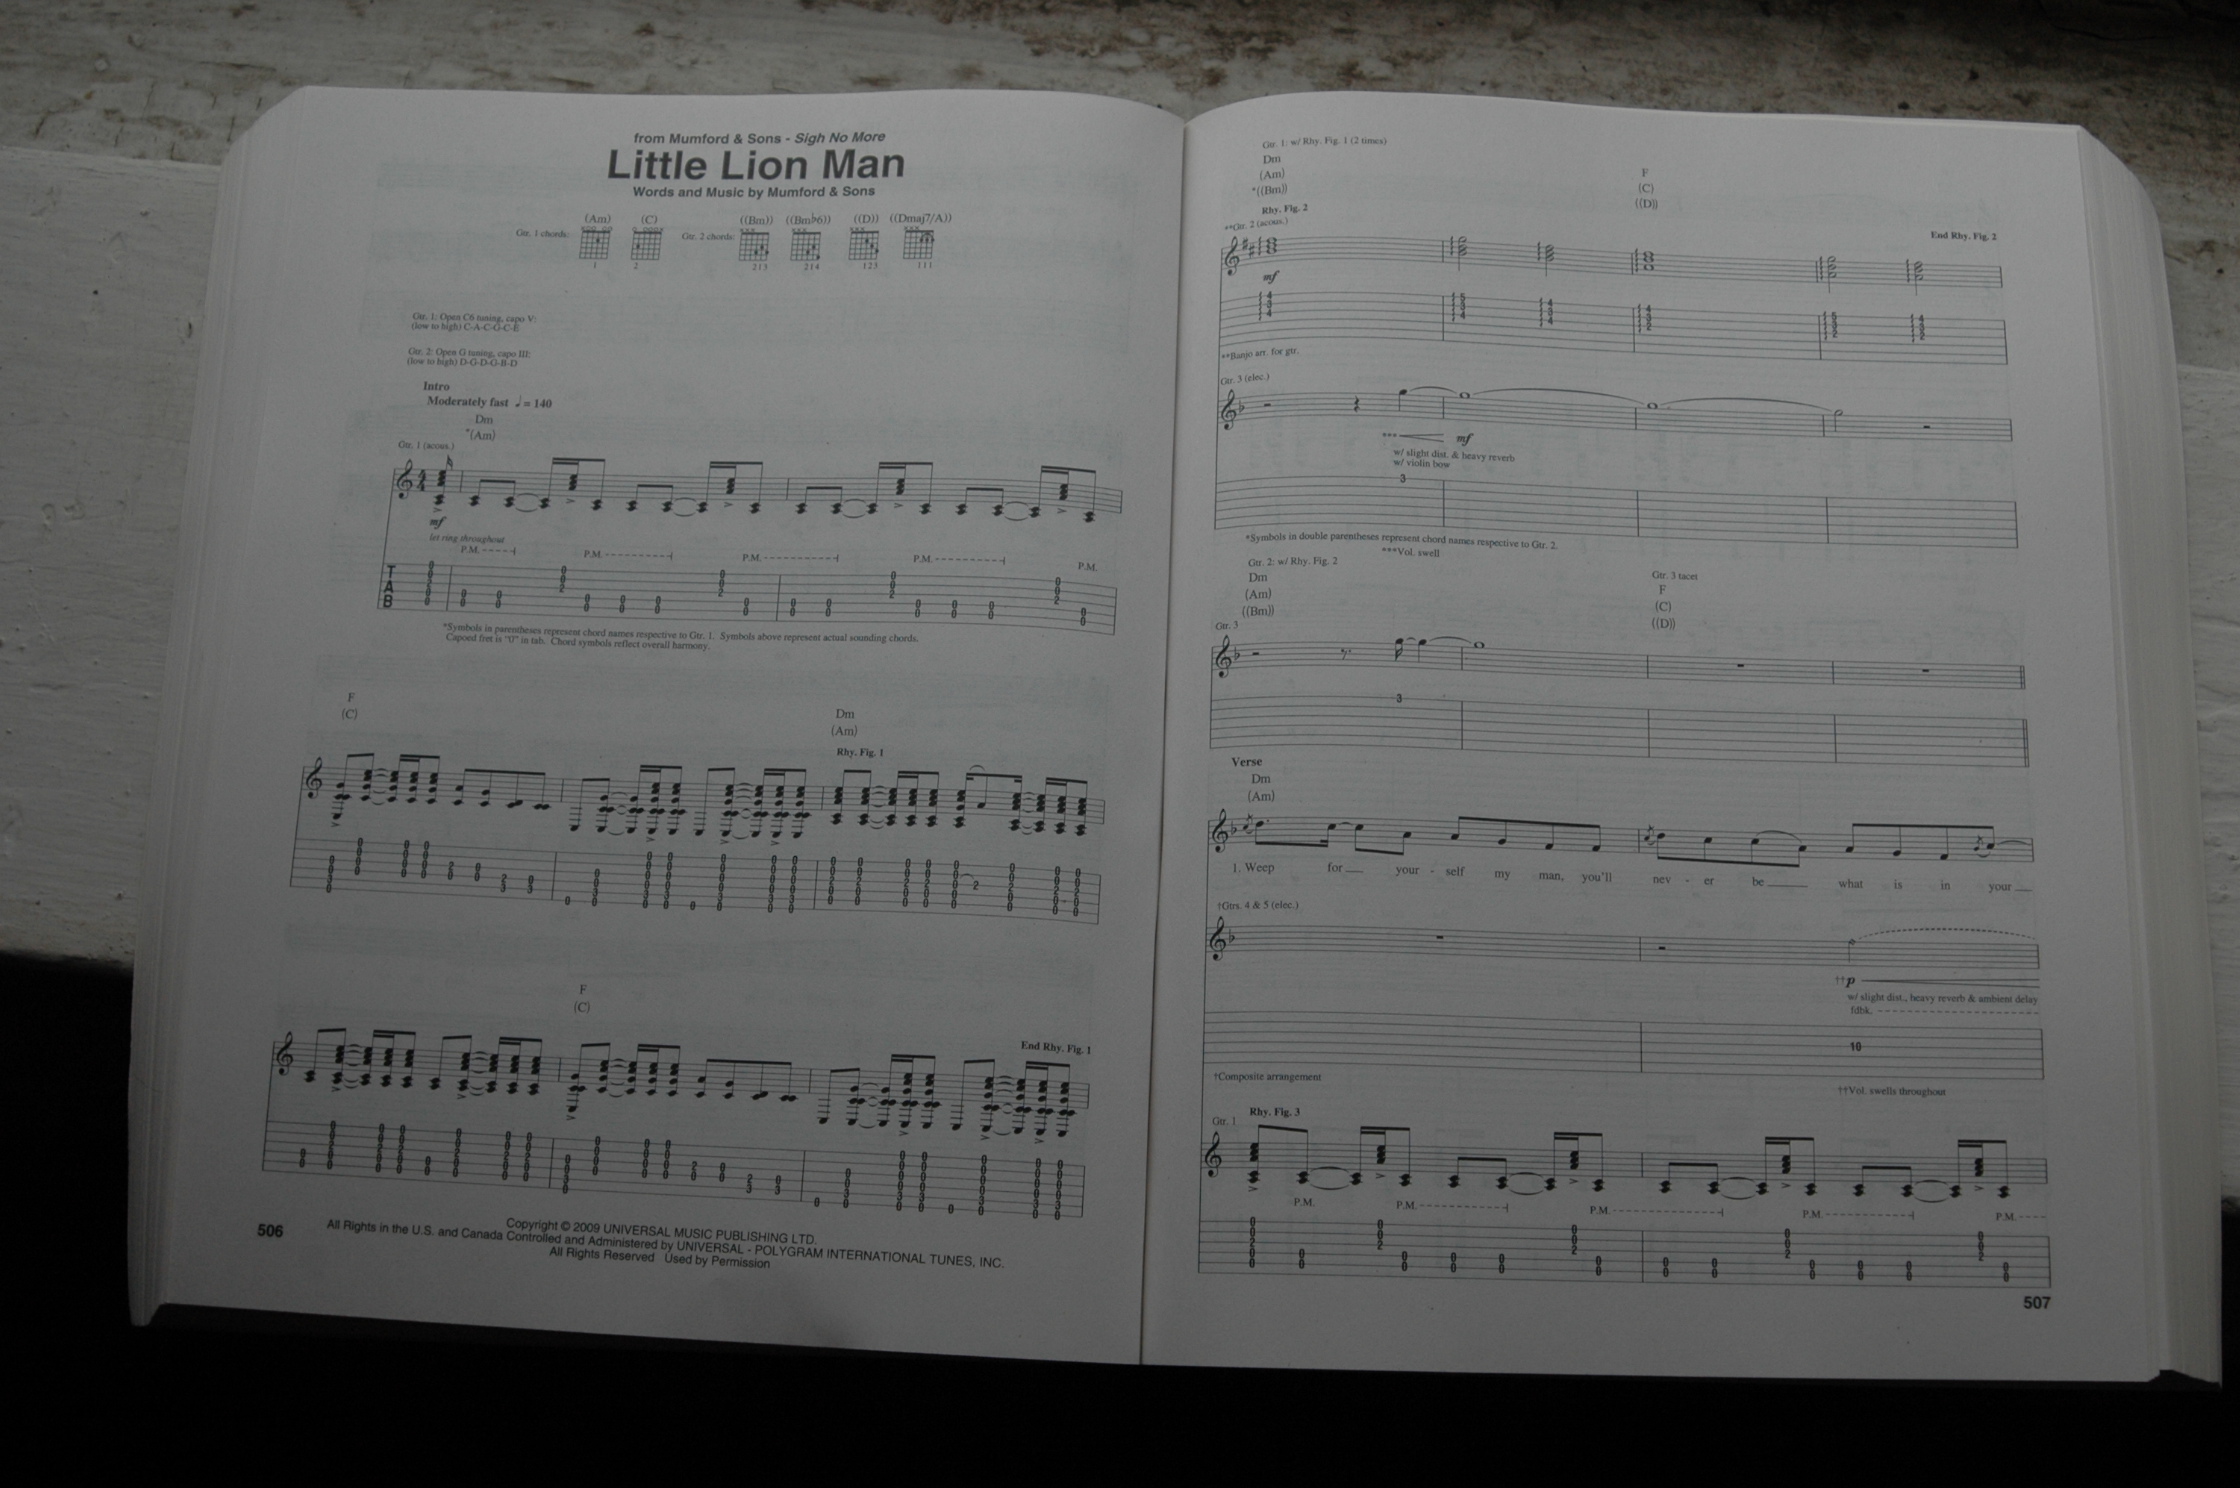 from Mumford & Sons - Sigh No More
Little Lion Man
Words and Music by Mumford & Sons
(Am) (C) ((Bm)) ((Bmb6)) ((D)) ((Dmaj7/A))
Gtr. 1 chords: Gtr. 2 chords:
1 2 213 214 123 111
Gtr. 1: Open C6 tuning, capo V:
(low to high) C-A-C-G-C-E
Gtr. 2: Open G tuning, capo III:
(low to high) D-G-D-G-B-D
Intro
Moderately fast ♩ = 140
Dm
*(Am)
Gtr. 1 (acous.)
mf
let ring throughout
P.M. P.M. P.M. P.M. P.M.
T
A
B
*Symbols in parentheses represent chord names respective to Gtr. 1. Symbols above represent actual sounding chords.
Capoed fret is "0" in tab. Chord symbols reflect overall harmony.
F Dm
(C) (Am)
Rhy. Fig. 1
F
(C)
End Rhy. Fig. 1
506
Copyright © 2009 UNIVERSAL MUSIC PUBLISHING LTD.
All Rights in the U.S. and Canada Controlled and Administered by UNIVERSAL - POLYGRAM INTERNATIONAL TUNES, INC.
All Rights Reserved Used by Permission
Gtr. 1: w/ Rhy. Fig. 1 (2 times)
Dm F
(Am) (C)
*((Bm)) ((D))
Rhy. Fig. 2 End Rhy. Fig. 2
**Gtr. 2 (acous.)
mf
**Banjo arr. for gtr.
Gtr. 3 (elec.)
*** mf
w/ slight dist. & heavy reverb
w/ violin bow
3
*Symbols in double parentheses represent chord names respective to Gtr. 2.
***Vol. swell
Gtr. 2: w/ Rhy. Fig. 2 Gtr. 3 tacet
Dm F
(Am) (C)
((Bm)) ((D))
Gtr. 3
3
Verse
Dm
(Am)
1. Weep for your - self my man, you'll nev - er be what is in your
†Gtrs. 4 & 5 (elec.)
††p
w/ slight dist., heavy reverb & ambient delay
fdbk.
10
†Composite arrangement
††Vol. swells throughout
Rhy. Fig. 3
Gtr. 1
P.M. P.M. P.M. P.M. P.M.
507